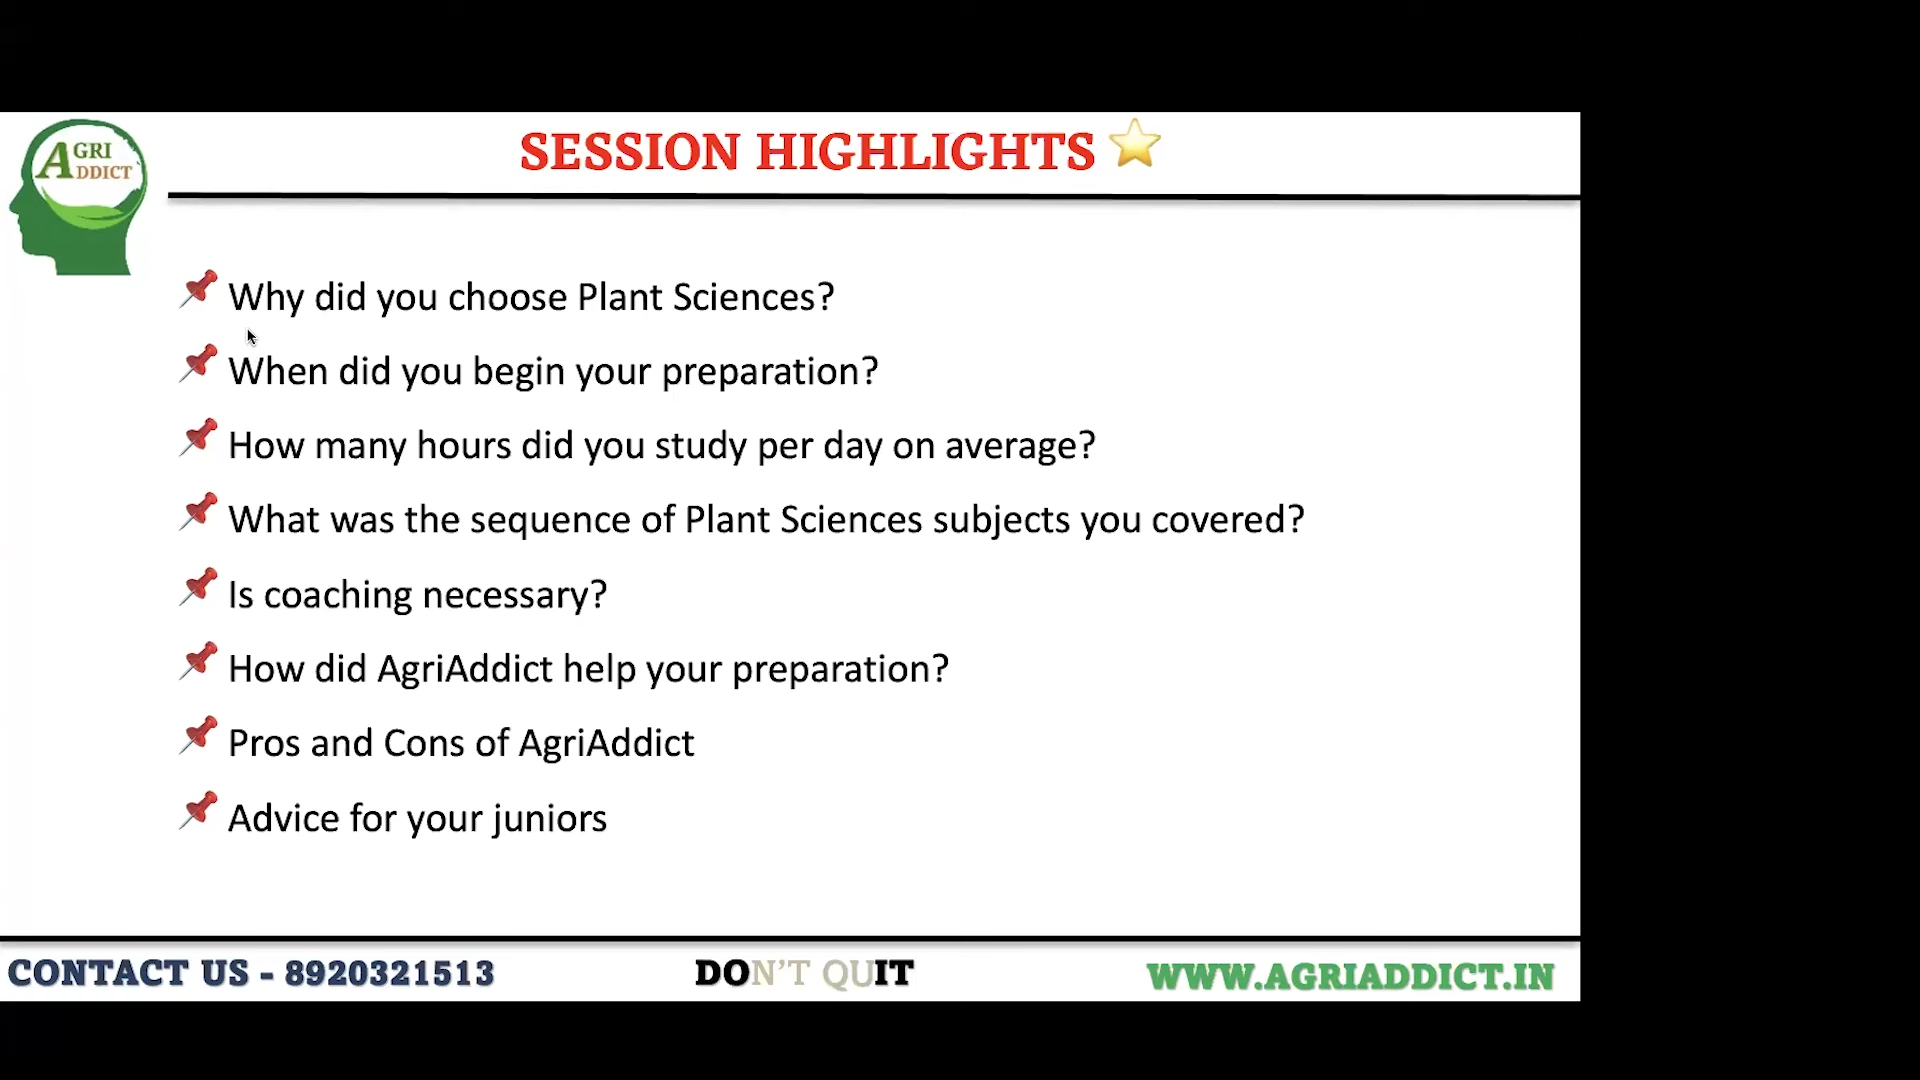 AGRI
ADDICT
SESSION HIGHLIGHTS
Why did you choose Plant Sciences?
When did you begin your preparation?
How many hours did you study per day on average?
What was the sequence of Plant Sciences subjects you covered?
Is coaching necessary?
How did AgriAddict help your preparation?
Pros and Cons of AgriAddict
Advice for your juniors
CONTACT US - 8920321513
DON'T QUIT
WWW.AGRIADDICT.IN